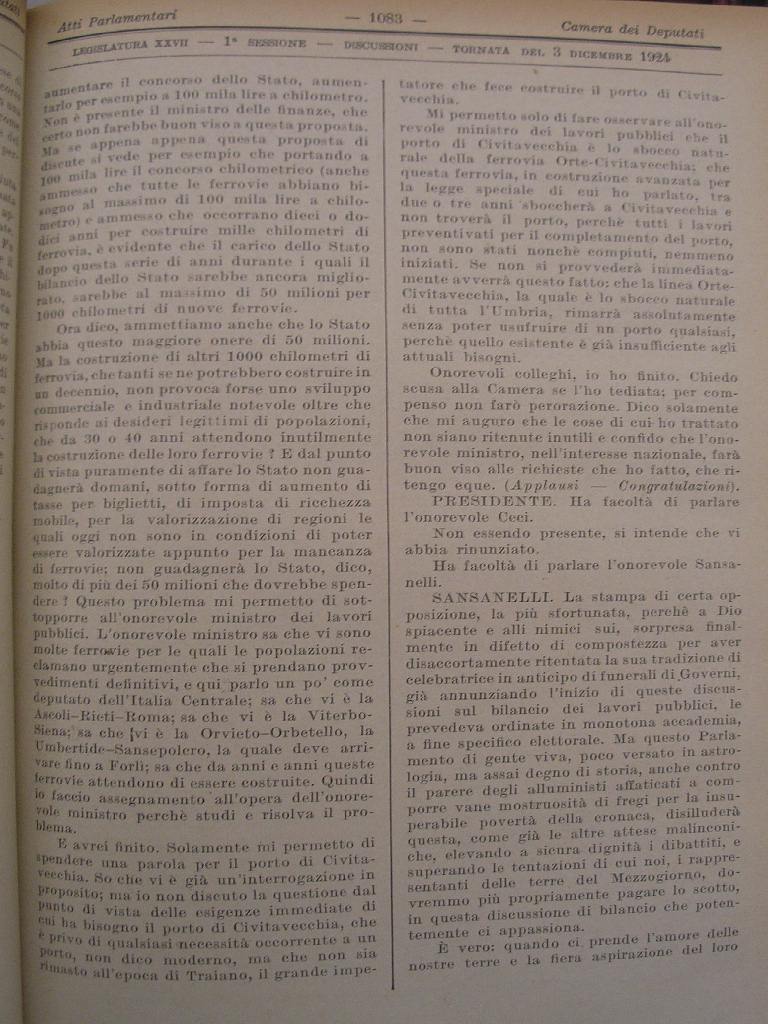 Atti Parlamentari — 1083 — Camera dei Deputati
LEGISLATURA XXVII — 1ª SESSIONE — DISCUSSIONI — TORNATA DEL 3 DICEMBRE 1924
aumentare il concorso dello Stato, aumen-
tarlo per esempio a 100 mila lire a chilometro.
Non è presente il ministro delle finanze, che
certo non farebbe buon viso a questa proposta.
Ma se appena appena questa proposta di
discute si vede per esempio che portando a
100 mila lire il concorso chilometrico (anche
ammesso che tutte le ferrovie abbiano bi-
sogno al massimo di 100 mila lire a chilo-
metro) e ammesso che occorrano dieci o do-
dici anni per costruire mille chilometri di
ferrovia, è evidente che il carico dello Stato
dopo questa serie di anni durante i quali il
bilancio dello Stato sarebbe ancora miglio-
rato, sarebbe al massimo di 50 milioni per
1000 chilometri di nuove ferrovie.
Ora dico, ammettiamo anche che lo Stato
abbia questo maggiore onere di 50 milioni.
Ma la costruzione di altri 1000 chilometri di
ferrovia, che tanti se ne potrebbero costruire in
un decennio, non provoca forse uno sviluppo
commerciale e industriale notevole oltre che
risponde ai desideri legittimi di popolazioni,
che da 30 o 40 anni attendono inutilmente
la costruzione delle loro ferrovie ? E dal punto
di vista puramente di affare lo Stato non gua-
dagnerà domani, sotto forma di aumento di
tasse per biglietti, di imposta di ricchezza
mobile, per la valorizzazione di regioni le
quali oggi non sono in condizioni di poter
essere valorizzate appunto per la mancanza
di ferrovie; non guadagnerà lo Stato, dico,
molto di più dei 50 milioni che dovrebbe spen-
dere ? Questo problema mi permetto di sot-
topporre all'onorevole ministro dei lavori
pubblici. L'onorevole ministro sa che vi sono
molte ferrovie per le quali le popolazioni re-
clamano urgentemente che si prendano prov-
vedimenti definitivi, e qui parlo un po' come
deputato dell'Italia Centrale; sa che vi è la
Ascoli-Rieti-Roma; sa che vi è la Viterbo-
Siena; sa che vi è la Orvieto-Orbetello, la
Umbertide-Sansepolcro, la quale deve arri-
vare fino a Forlì; sa che da anni e anni queste
ferrovie attendono di essere costruite. Quindi
io faccio assegnamento all'opera dell'onore-
vole ministro perchè studi e risolva il pro-
blema.
E avrei finito. Solamente mi permetto di
spendere una parola per il porto di Civita-
vecchia. So che vi è già un'interrogazione in
proposito; ma io non discuto la questione dal
punto di vista delle esigenze immediate di
cui ha bisogno il porto di Civitavecchia, che
è privo di qualsiasi necessità occorrente a un
porto, non dico moderno, ma che non sia
rimasto all'epoca di Traiano, il grande impe-
tatore che fece costruire il porto di Civita-
vecchia.
Mi permetto solo di fare osservare all'ono-
revole ministro dei lavori pubblici che il
porto di Civitavecchia è lo sbocco natu-
rale della ferrovia Orte-Civitavecchia; che
questa ferrovia, in costruzione avanzata per
la legge speciale di cui ho parlato, tra
due o tre anni sboccherà a Civitavecchia e
non troverà il porto, perchè tutti i lavori
preventivati per il completamento del porto,
non sono stati nonchè compiuti, nemmeno
iniziati. Se non si provvederà immediata-
mente avverrà questo fatto: che la linea Orte-
Civitavecchia, la quale è lo sbocco naturale
di tutta l'Umbria, rimarrà assolutamente
senza poter usufruire di un porto qualsiasi,
perchè quello esistente è già insufficiente agli
attuali bisogni.
Onorevoli colleghi, io ho finito. Chiedo
scusa alla Camera se l'ho tediata; per com-
penso non farò perorazione. Dico solamente
che mi auguro che le cose di cui ho trattato
non siano ritenute inutili e confido che l'ono-
revole ministro, nell'interesse nazionale, farà
buon viso alle richieste che ho fatto, che ri-
tengo eque. (Applausi — Congratulazioni).
PRESIDENTE. Ha facoltà di parlare
l'onorevole Ceci.
Non essendo presente, si intende che vi
abbia rinunziato.
Ha facoltà di parlare l'onorevole Sansa-
nelli.
SANSANELLI. La stampa di certa op-
posizione, la più sfortunata, perchè a Dio
spiacente e alli nimici sui, sorpresa final-
mente in difetto di compostezza per aver
disaccortamente ritentata la sua tradizione di
celebratrice in anticipo di funerali di Governi,
già annunziando l'inizio di queste discus-
sioni sul bilancio dei lavori pubblici, le
prevedeva ordinate in monotona accademia,
a fine specifico elettorale. Ma questo Parla-
mento di gente viva, poco versato in astro-
logia, ma assai degno di storia, anche contro
il parere degli alluministi affaticati a com-
porre vane mostruosità di fregi per la insu-
perabile povertà della cronaca, disilluderà
questa, come già le altre attese malinconi-
che, elevando a sicura dignità i dibattiti, e
superando le tentazioni di cui noi, i rappre-
sentanti delle terre del Mezzogiorno, do-
vremmo più propriamente pagare lo scotto,
in questa discussione di bilancio che poten-
temente ci appassiona.
È vero: quando ci prende l'amore delle
nostre terre e la fiera aspirazione del loro